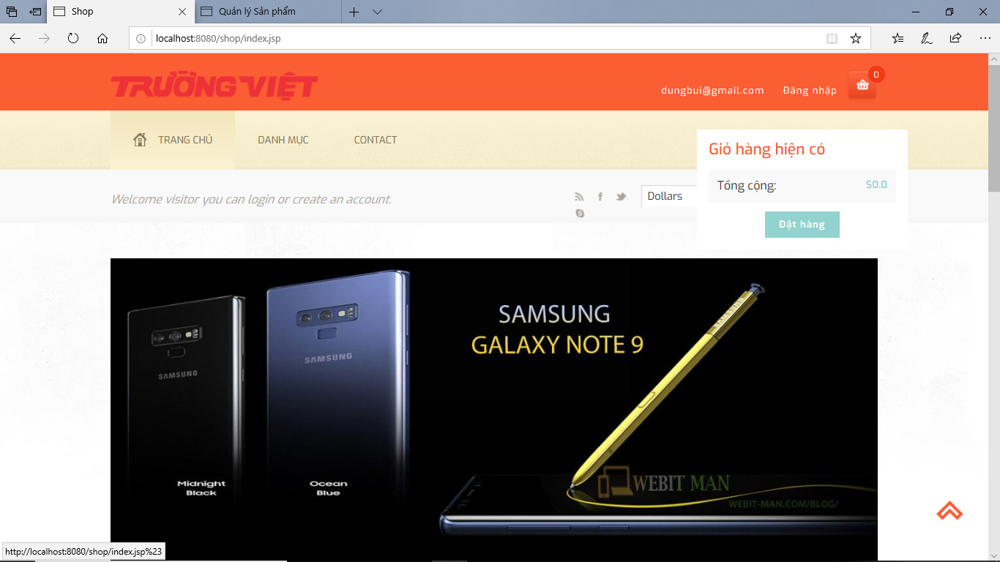 Shop
Quản lý Sản phẩm
localhost:8080/shop/index.jsp
TRƯỜNG VIỆT
dungbui@gmail.com
Đăng nhập
0
TRANG CHỦ
DANH MỤC
CONTACT
Giỏ hàng hiện có
Tổng cộng:
$0.0
Đặt hàng
Welcome visitor you can login or create an account.
Dollars
SAMSUNG
GALAXY NOTE 9
SAMSUNG
SAMSUNG
SAMSUNG
Midnight
Black
Ocean
Blue
WEBIT MAN
WEBIT-MAN.COM/BLOG/
http://localhost:8080/shop/index.jsp%23